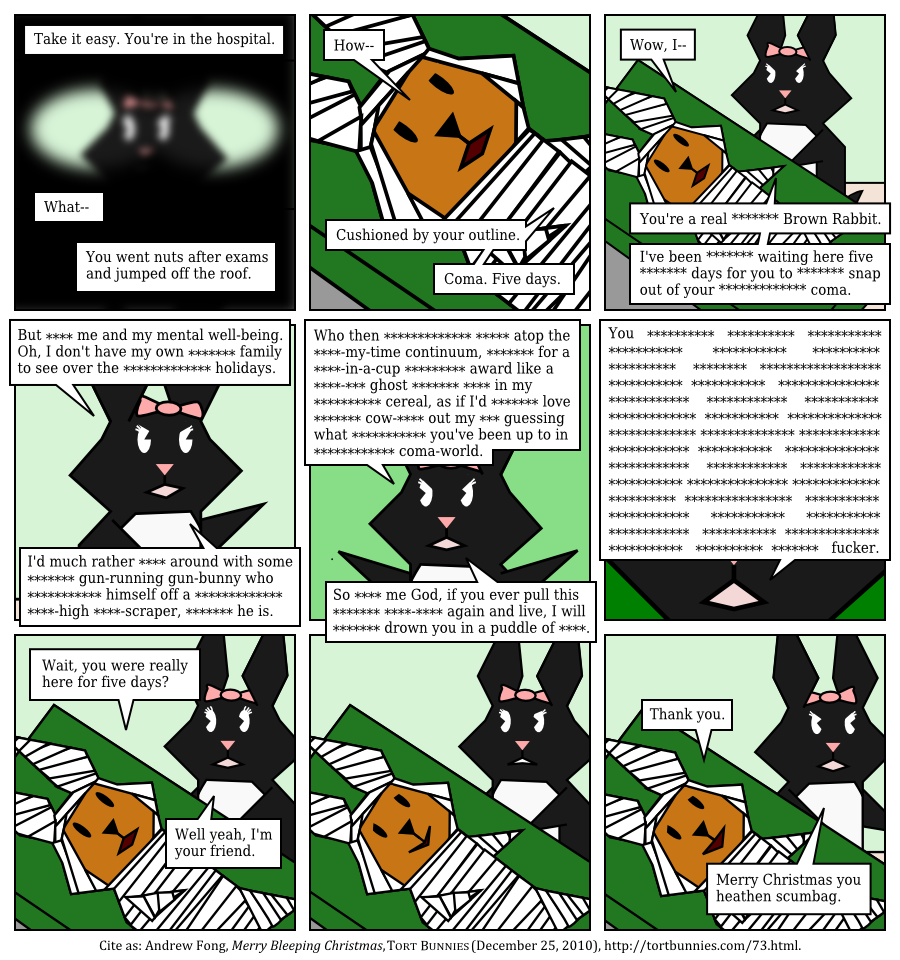 Take it easy. You're in the hospital.
What--
You went nuts after exams
and jumped off the roof.
How--
Cushioned by your outline.
Coma. Five days.
Wow, I--
You're a real ******* Brown Rabbit.
I've been ******* waiting here five
******* days for you to ******* snap
out of your ************* coma.
But **** me and my mental well-being.
Oh, I don't have my own ******* family
to see over the ************* holidays.
I'd much rather **** around with some
******* gun-running gun-bunny who
*********** himself off a *************
****-high ****-scraper, ******* he is.
Who then ************* ***** atop the
****-my-time continuum, ******* for a
****-in-a-cup ********* award like a
****-*** ghost ******* **** in my
********** cereal, as if I'd ******* love
******* cow-**** out my *** guessing
what *********** you've been up to in
************ coma-world.
So **** me God, if you ever pull this
******* ****-**** again and live, I will
******* drown you in a puddle of ****.
You ********** ********** ***********
*********** *********** **********
********** ******** *************
*********** *********** ***************
*********** ************ ************
************* ************ **************
************* ************** ************
************* *********** **************
************ ************ ************
************ *************** *************
********** **************** ***********
************ *********** ***********
************ *********** **************
*********** ********** ******* fucker.
Wait, you were really
here for five days?
Well yeah, I'm
your friend.
Thank you.
Merry Christmas you
heathen scumbag.
Cite as: Andrew Fong, Merry Bleeping Christmas, TORT BUNNIES (December 25, 2010), http://tortbunnies.com/73.html.